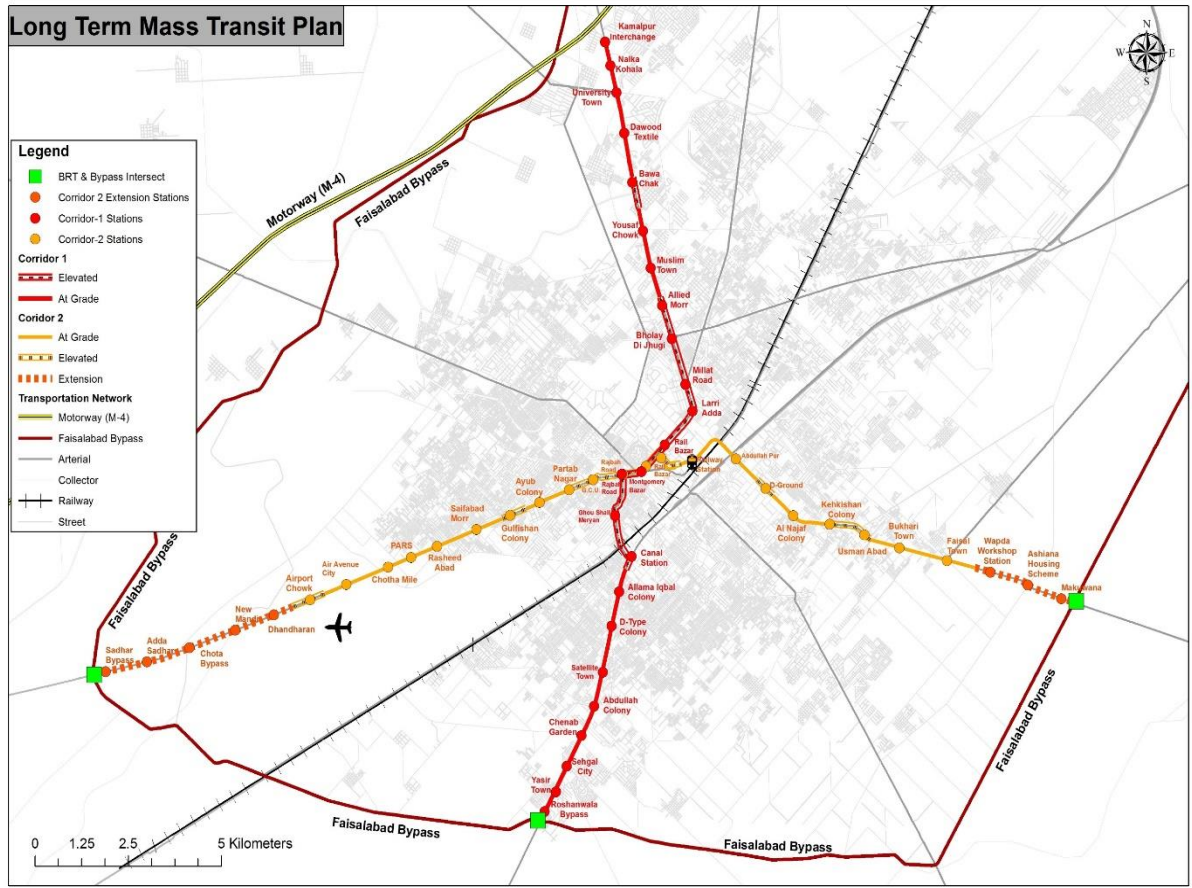 Long Term Mass Transit Plan
N
W
E
S
Kamalpur
Interchange
Nalka
Kohala
University
Town
Dawood
Textile
Bawa
Chak
Yousaf
Chowk
Muslim
Town
Allied
Morr
Bholay
Di Jhugi
Millat
Road
Larri
Adda
Rail
Bazar
Motorway (M-4)
Faisalabad Bypass
Legend
BRT & Bypass Intersect
Corridor 2 Extension Stations
Corridor-1 Stations
Corridor-2 Stations
Corridor 1
Elevated
At Grade
Coridor 2
At Grade
Elevated
Extension
Transportation Network
Motorway (M-4)
Faisalabad Bypass
Arterial
Collector
Railway
Street
Rajbah
Road
Rajbah
Road
Montgomery
Bazar
Station
Abdullah Pur
D-Ground
Al Najaf
Colony
Kehkishan
Colony
Usman Abad
Bukhari
Town
Faisal
Town
Wapda
Workshop
Station
Ashiana
Housing
Scheme
Makuwana
Partab
Nagar
G.C.U.
Ayub
Colony
Gulfishan
Colony
Saifabad
Morr
Rasheed
Abad
PARS
Chotha Mile
Air Avenue
City
Airport
Chowk
Dhandharan
New
Mandi
Chota
Bypass
Adda
Sadhar
Sadhar
Bypass
Faisalabad Bypass
Canal
Station
Allama Iqbal
Colony
D-Type
Colony
Satellite
Town
Abdullah
Colony
Chenab
Garden
Sehgal
City
Yasir
Town
Roshanwala
Bypass
Faisalabad Bypass
Faisalabad Bypass
Faisalabad Bypass
0 1.25 2.5 5 Kilometers